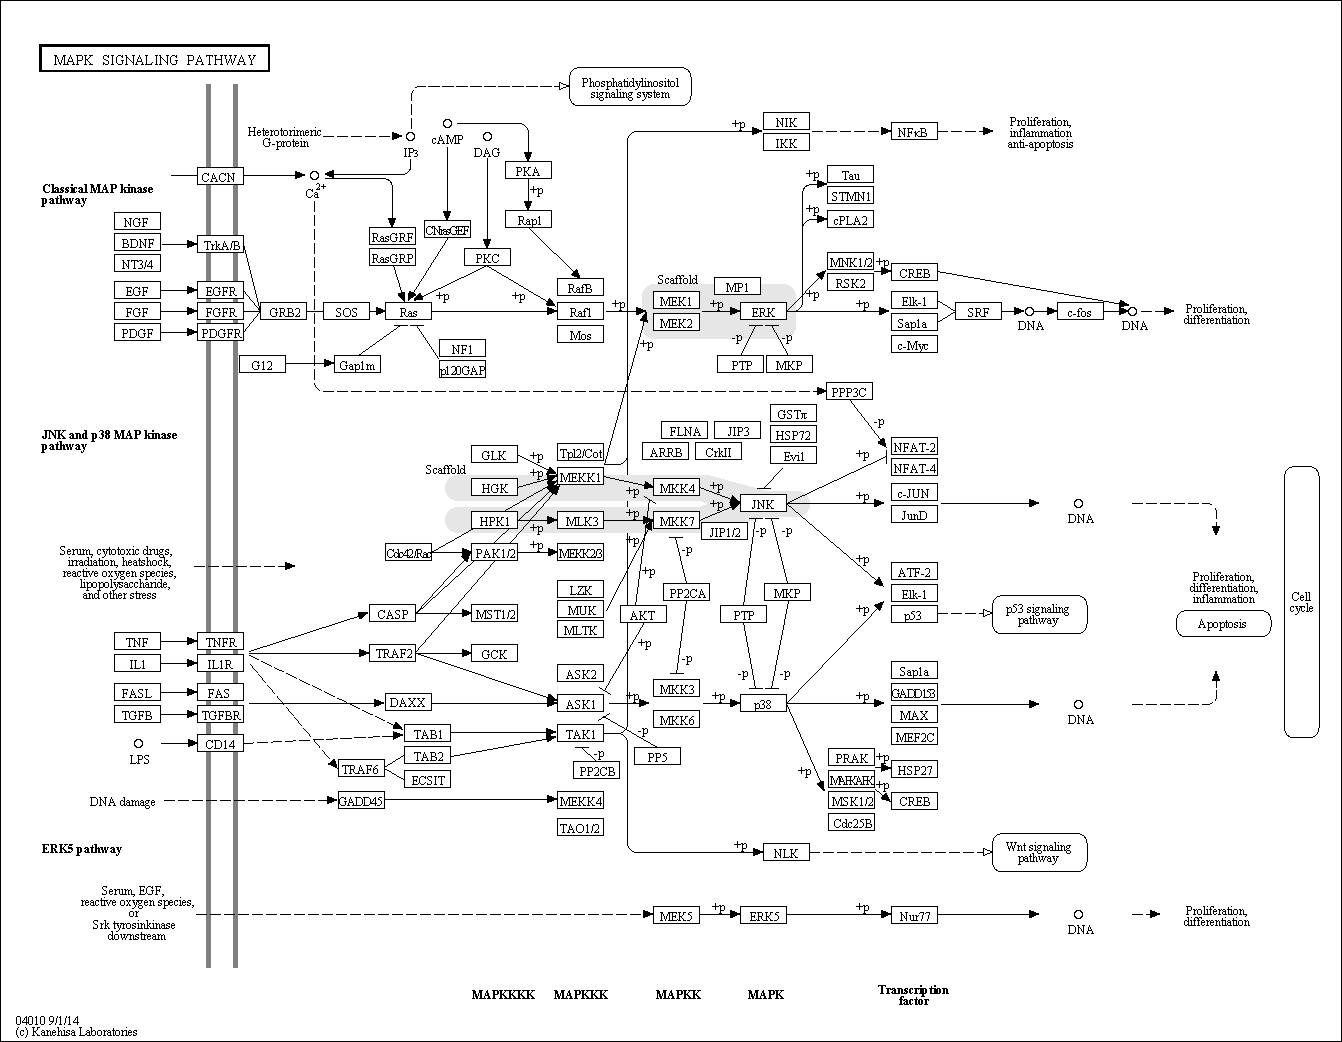 MAPK SIGNALING PATHWAY
Phosphatidylinositol
signaling system
Heterotorimeric
G-protein
IP3
cAMP
DAG
+p
NIK
IKK
NFκB
Proliferation,
inflammation
anti-apoptosis
CACN
Ca2+
PKA
+p
+p
Tau
STMN1
Classical MAP kinase
pathway
NGF
BDNF
NT3/4
TrkA/B
RasGRF
RasGRP
CNrasGEF
Rap1
PKC
+p
cPLA2
MNK1/2
RSK2
+p
CREB
EGF
FGF
PDGF
EGFR
FGFR
PDGFR
GRB2
SOS
Ras
+p
+p
RafB
Raf1
Mos
+p
Scaffold
MEK1
MEK2
MP1
+p
ERK
+p
+p
Elk-1
Sap1a
c-Myc
SRF
DNA
c-fos
DNA
Proliferation,
differentiation
G12
Gap1m
NF1
p120GAP
+p
-p
-p
PTP
MKP
PPP3C
-p
JNK and p38 MAP kinase
pathway
GLK
HGK
HPK1
Scaffold
+p
+p
+p
Tpl2/Cot
MEKK1
MLK3
FLNA
JIP3
ARRB
CrkII
GSTπ
HSP72
Evi1
+p
+p
+p
MKK4
MKK7
+p
+p
JNK
JIP1/2
+p
+p
+p
NFAT-2
NFAT-4
c-JUN
JunD
DNA
Cdc42/Rac
PAK1/2
+p
MEKK2/3
+p
-p
-p
-p
Serum, cytotoxic drugs,
irradiation, heatshock,
reactive oxygen species,
lipopolysaccharide,
and other stress
LZK
MUK
MLTK
+p
AKT
+p
PP2CA
-p
PTP
MKP
-p
-p
+p
ATF-2
Elk-1
p53
p53 signaling
pathway
Proliferation,
differentiation,
inflammation
Apoptosis
Cell
cycle
CASP
MST1/2
TRAF2
GCK
TNF
IL1
FASL
TGFB
LPS
TNFR
IL1R
FAS
TGFBR
CD14
DAXX
ASK2
ASK1
+p
MKK3
MKK6
+p
p38
+p
Sap1a
GADD153
MAX
MEF2C
DNA
TAB1
TAB2
ECSIT
TRAF6
TAK1
-p
-p
PP2CB
PP5
+p
PRAK
MAPKAPK
MSK1/2
Cdc25B
+p
+p
HSP27
CREB
DNA damage
GADD45
MEKK4
TAO1/2
ERK5 pathway
+p
NLK
Wnt signaling
pathway
Serum, EGF,
reactive oxygen species,
or
Srk tyrosinkinase
downstream
MEK5
+p
ERK5
+p
Nur77
DNA
Proliferation,
differentiation
MAPKKKK
MAPKKK
MAPKK
MAPK
Transcription
factor
04010 9/1/14
(c) Kanehisa Laboratories